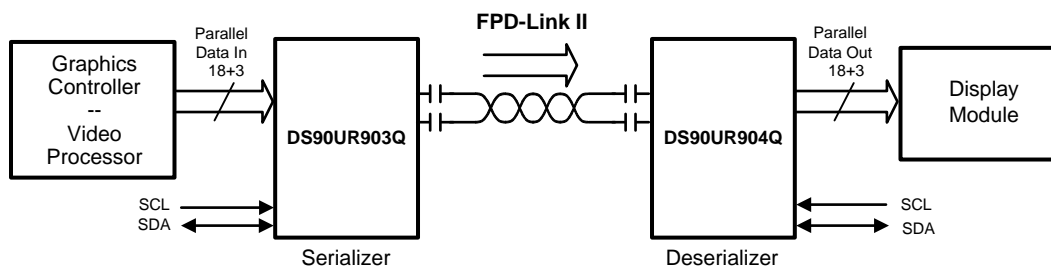 FPD-Link II
Parallel
Data In
18+3
Parallel
Data Out
18+3
Graphics
Controller
--
Video
Processor
DS90UR903Q
DS90UR904Q
Display
Module
SCL
SDA
SCL
SDA
Serializer
Deserializer